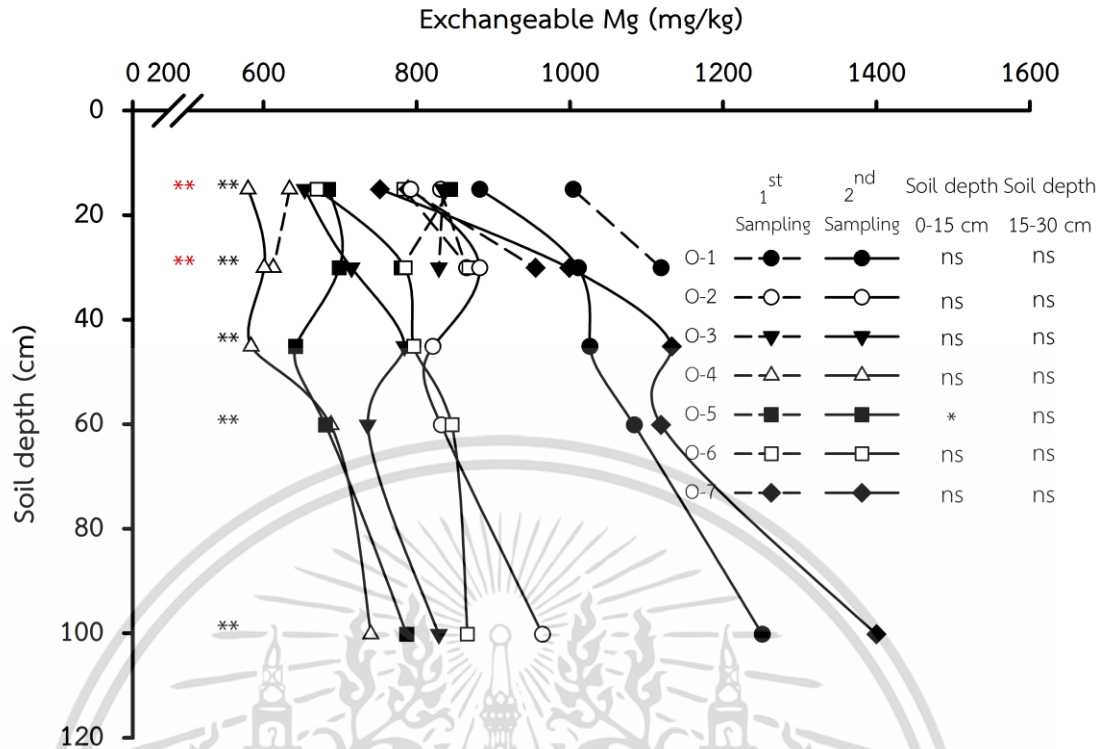 Exchangeable Mg (mg/kg)
0 200 600 800 1000 1200 1400 1600
0
20
40
60
80
100
120
Soil depth (cm)
** **
** **
**
**
**
1st 2nd Soil depth Soil depth
Sampling Sampling 0-15 cm 15-30 cm
O-1 ns ns
O-2 ns ns
O-3 ns ns
O-4 ns ns
O-5 * ns
O-6 ns ns
O-7 ns ns